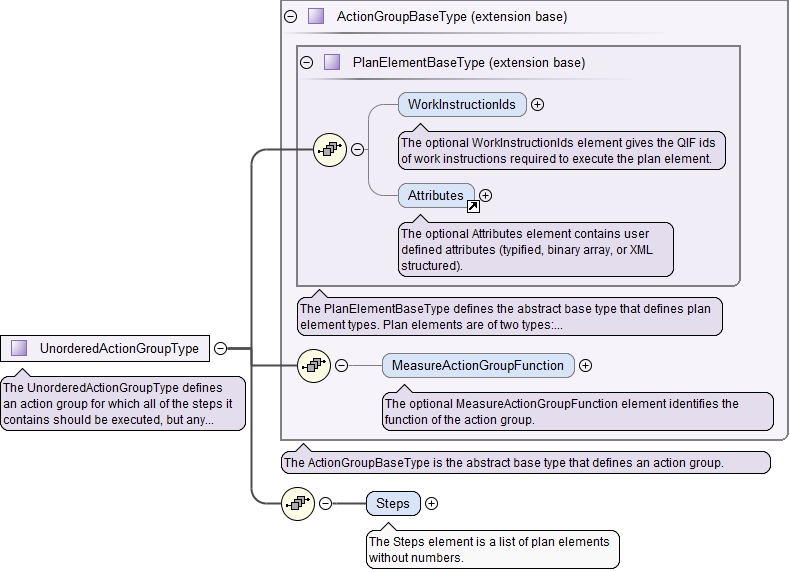 ActionGroupBaseType (extension base)
PlanElementBaseType (extension base)
WorkInstructionIds
The optional WorkInstructionIds element gives the QIF ids
of work instructions required to execute the plan element.
Attributes
The optional Attributes element contains user
defined attributes (typified, binary array, or XML
structured).
The PlanElementBaseType defines the abstract base type that defines plan
element types. Plan elements are of two types:...
UnorderedActionGroupType
The UnorderedActionGroupType defines
an action group for which all of the steps it
contains should be executed, but any...
MeasureActionGroupFunction
The optional MeasureActionGroupFunction element identifies the
function of the action group.
The ActionGroupBaseType is the abstract base type that defines an action group.
Steps
The Steps element is a list of plan elements
without numbers.